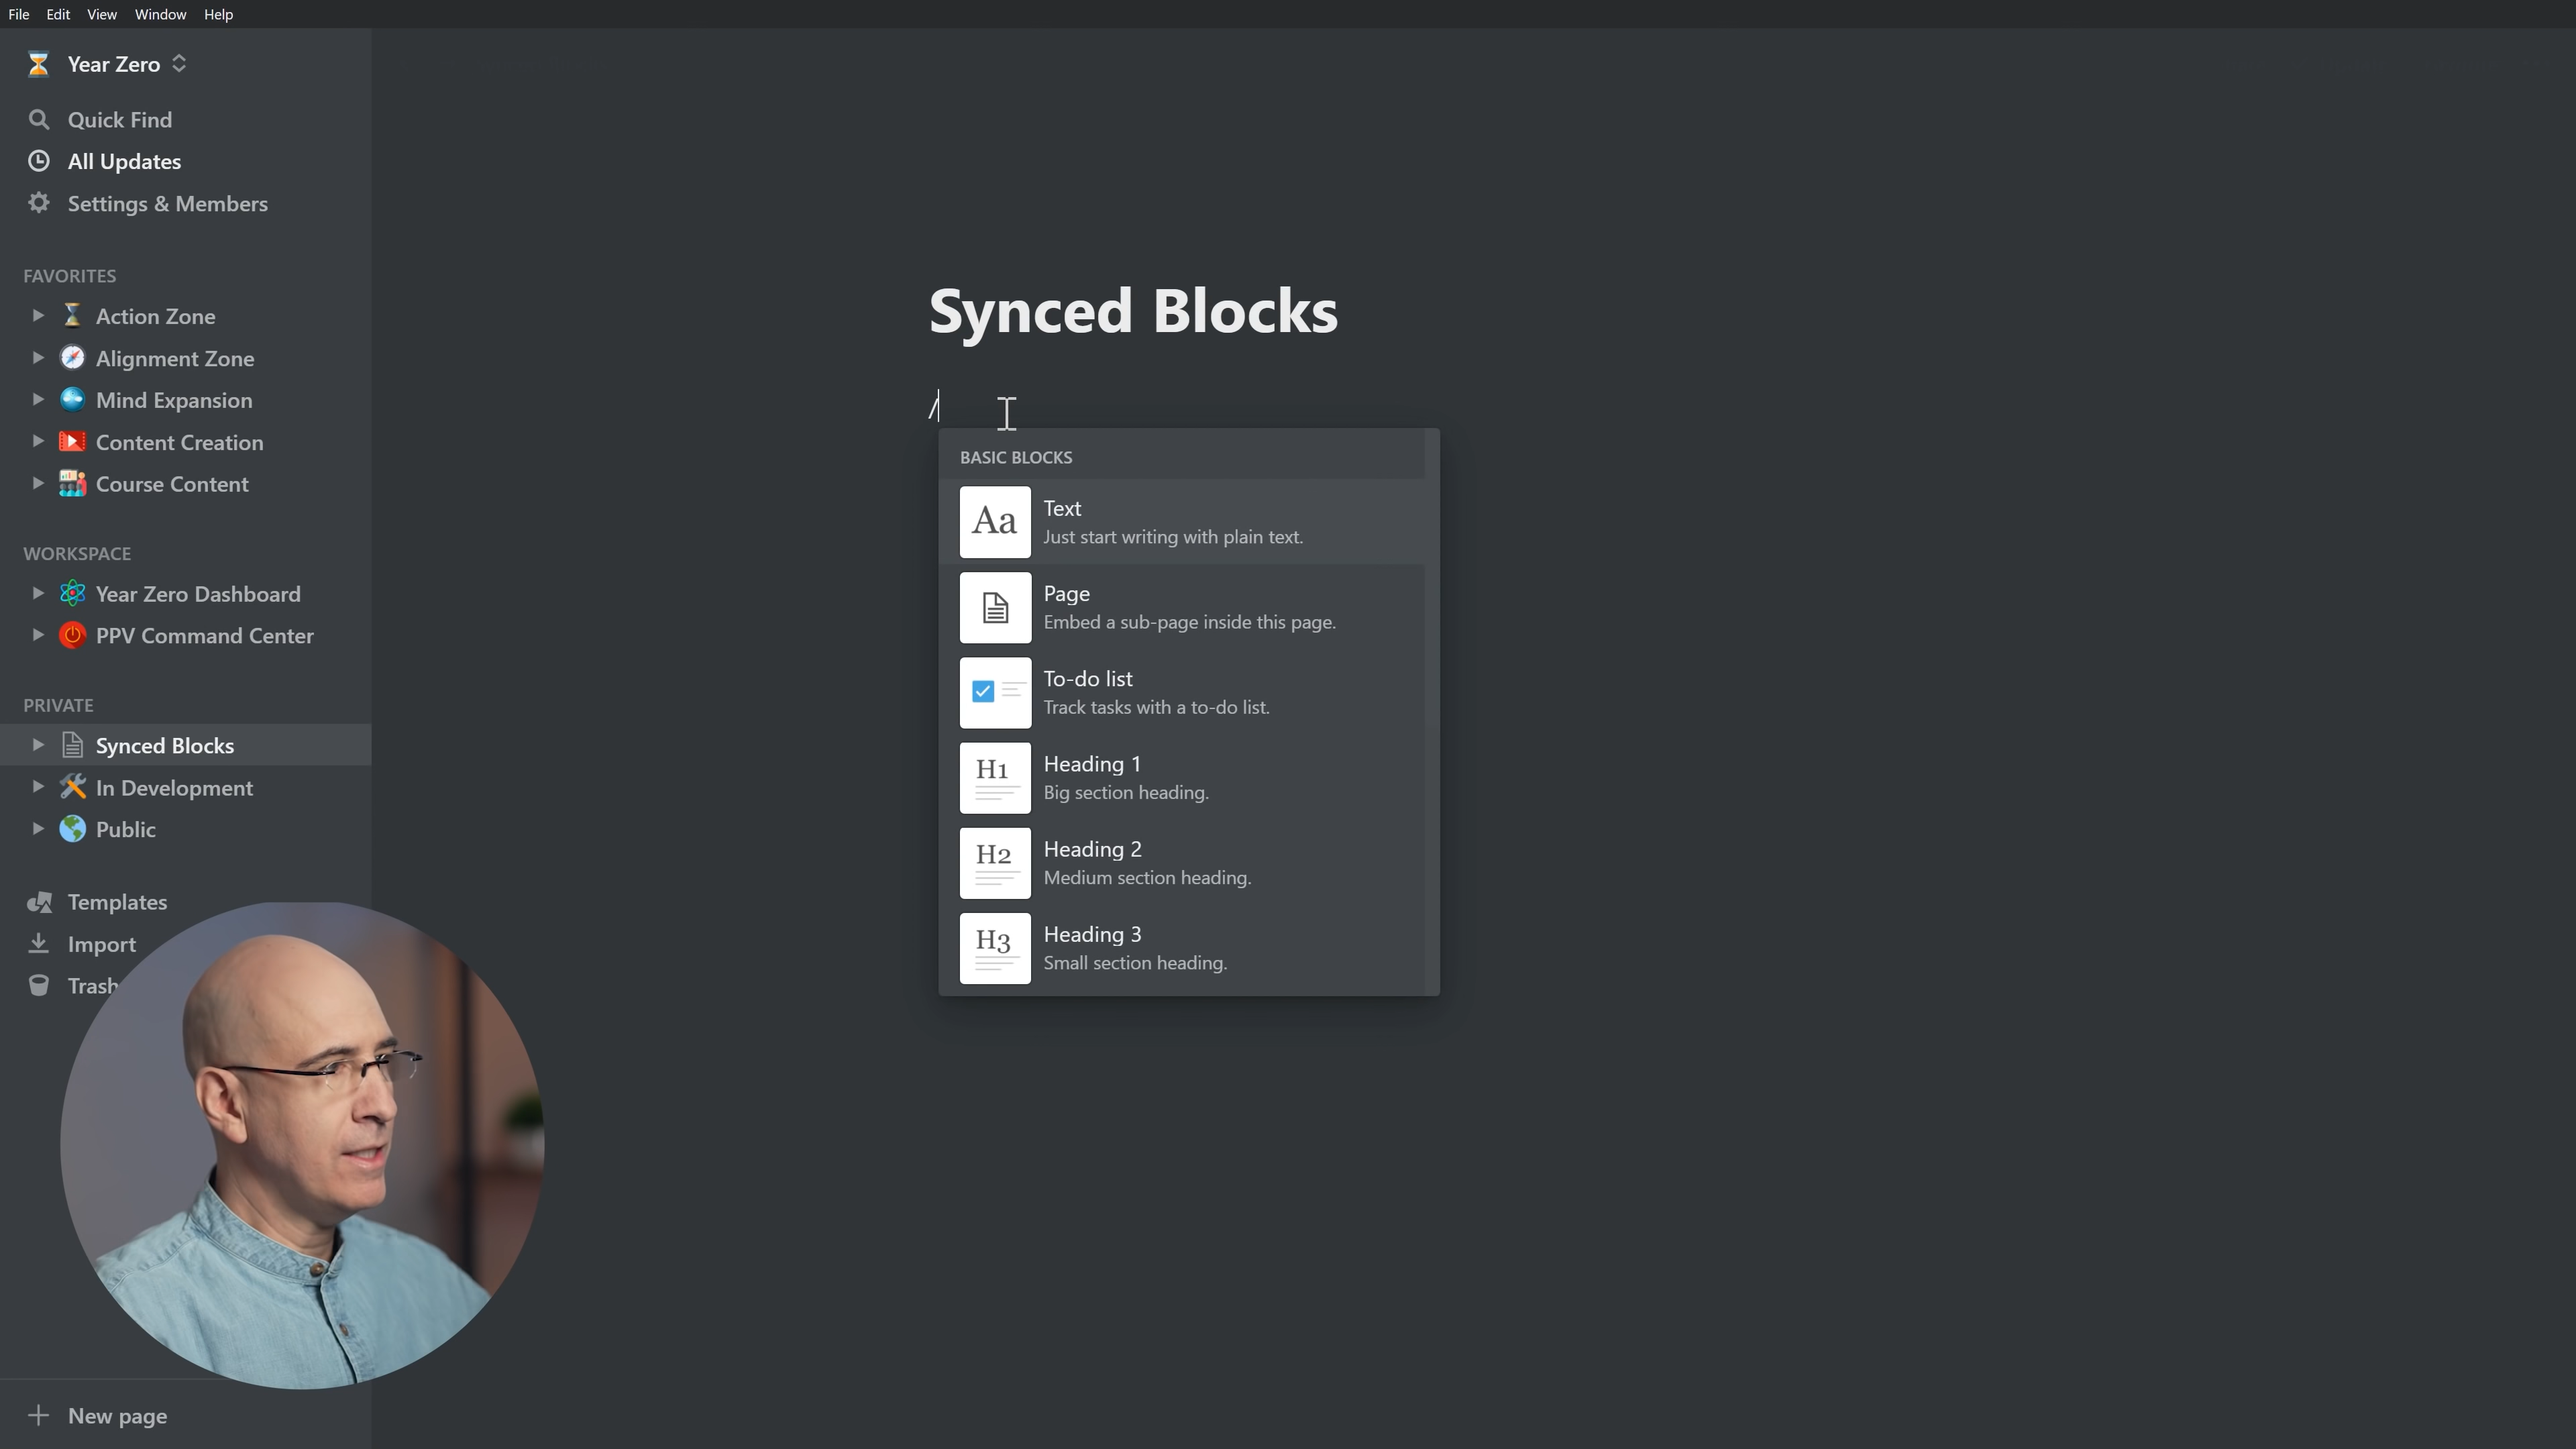 File Edit View Window Help
Year Zero
Quick Find
All Updates
Settings & Members
FAVORITES
Action Zone
Alignment Zone
Mind Expansion
Content Creation
Course Content
WORKSPACE
Year Zero Dashboard
PPV Command Center
PRIVATE
Synced Blocks
In Development
Public
Templates
Import
Trash
New page
Synced Blocks
/
BASIC BLOCKS
Aa
Text
Just start writing with plain text.
Page
Embed a sub-page inside this page.
To-do list
Track tasks with a to-do list.
H1
Heading 1
Big section heading.
H2
Heading 2
Medium section heading.
H3
Heading 3
Small section heading.